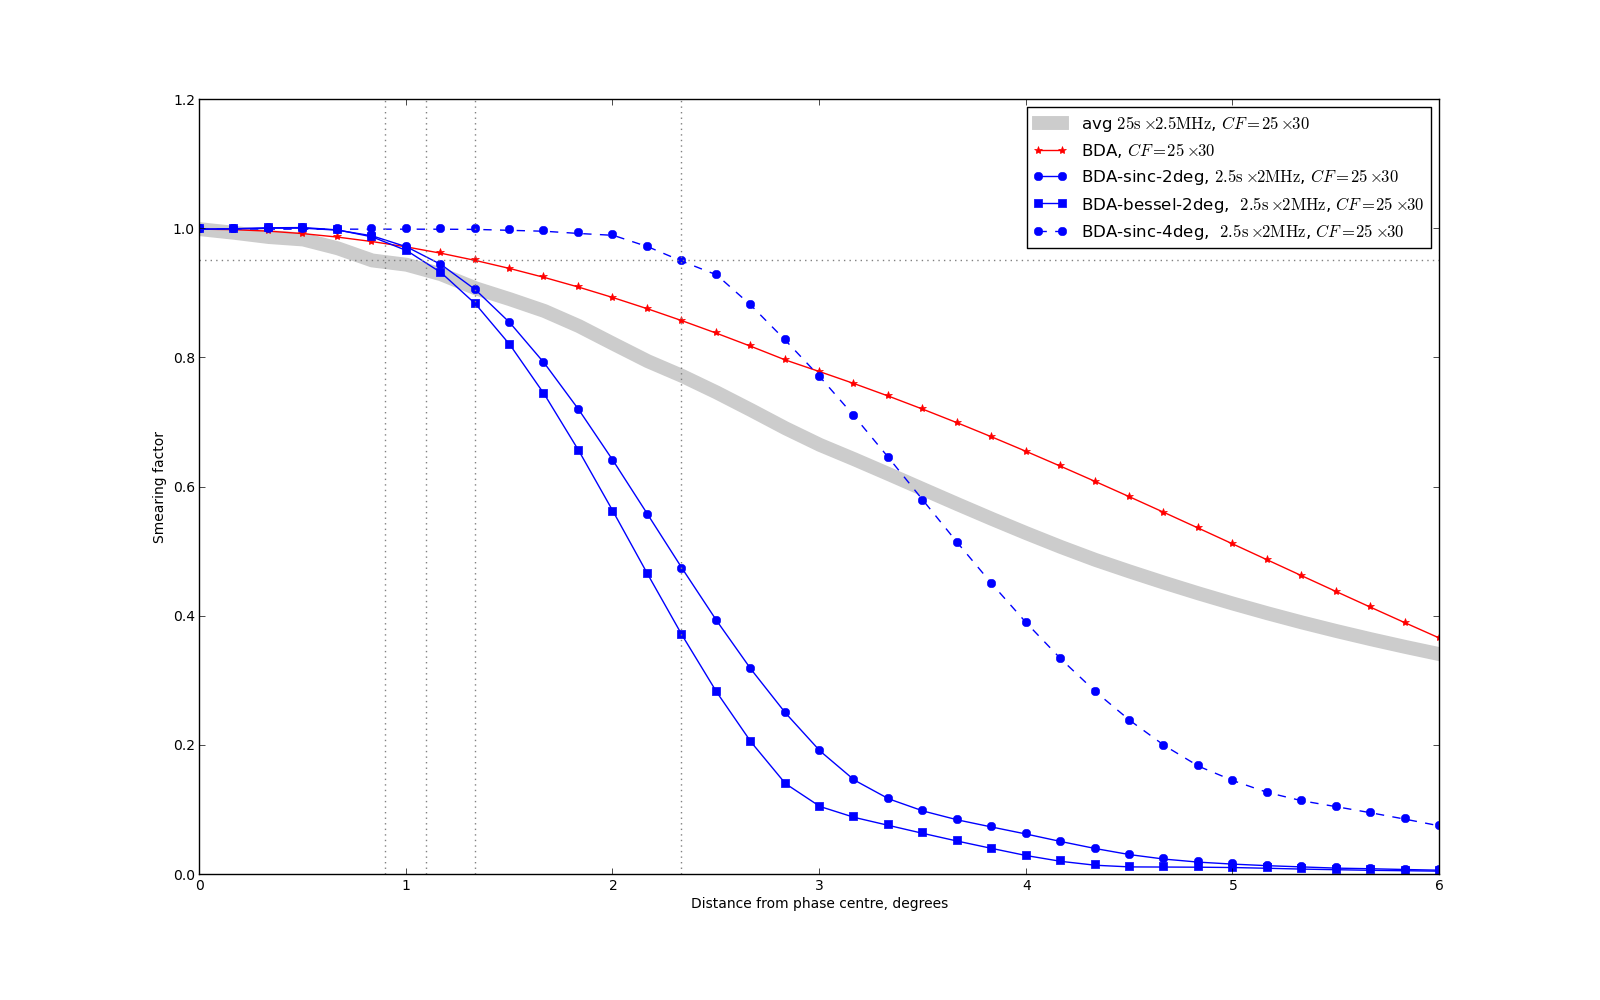 1.2
1.0
0.8
0.6
0.4
0.2
0.0
0 1 2 3 4 5 6
Smearing factor
Distance from phase centre, degrees
avg 25s×2.5MHz, CF=25×30
BDA, CF=25×30
BDA-sinc-2deg, 2.5s×2MHz, CF=25×30
BDA-bessel-2deg, 2.5s×2MHz, CF=25×30
BDA-sinc-4deg, 2.5s×2MHz, CF=25×30